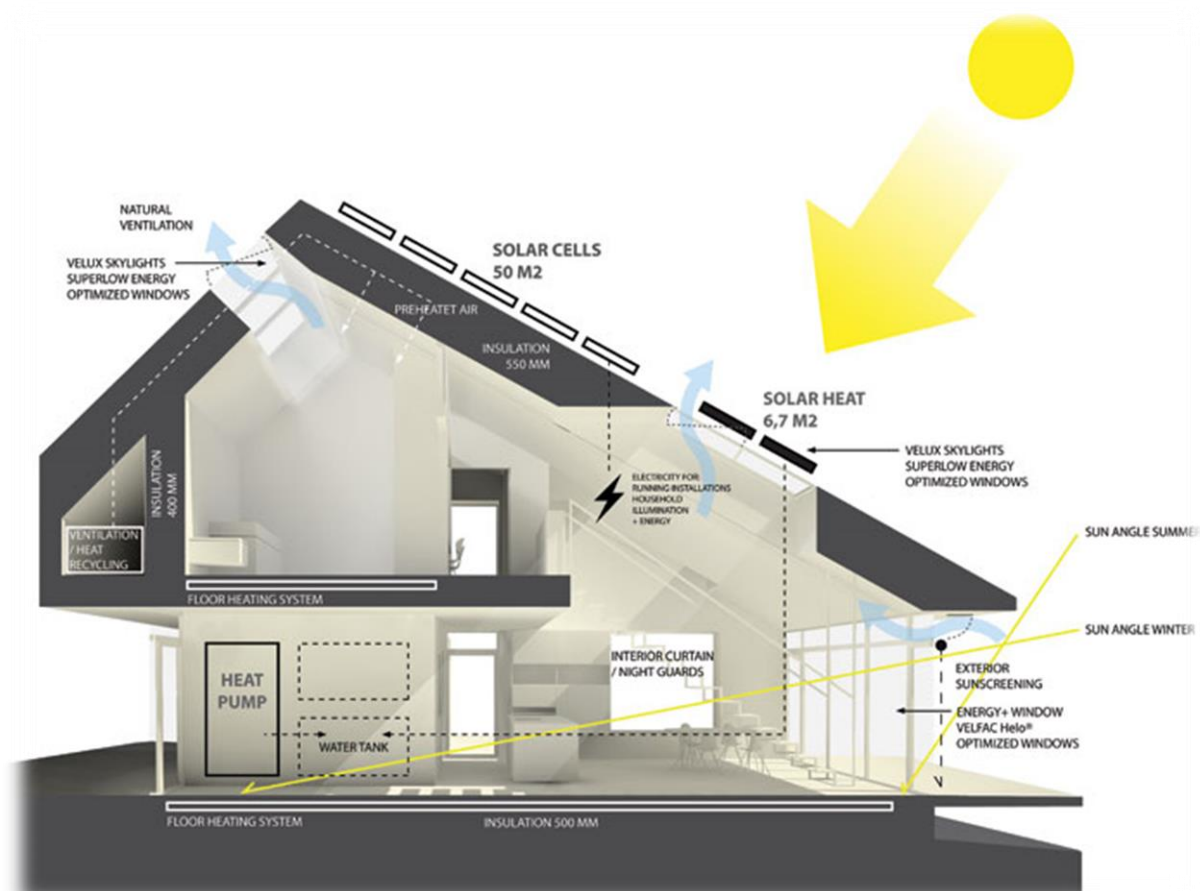 NATURAL
VENTILATION
VELUX SKYLIGHTS
SUPERLOW ENERGY
OPTIMIZED WINDOWS
SOLAR CELLS
50 M2
PREHEATET AIR
INSULATION
550 MM
SOLAR HEAT
6,7 M2
VELUX SKYLIGHTS
SUPERLOW ENERGY
OPTIMIZED WINDOWS
INSULATION
400 MM
ELECTRICITY FOR:
RUNNING INSTALLATIONS
HOUSEHOLD
ILLUMINATION
+ ENERGY
VENTILATION
/ HEAT
RECYCLING
SUN ANGLE SUMMER
FLOOR HEATING SYSTEM
SUN ANGLE WINTER
INTERIOR CURTAIN
/ NIGHT GUARDS
HEAT
PUMP
EXTERIOR
SUNSCREENING
ENERGY+ WINDOW
VELFAC Helo®
OPTIMIZED WINDOWS
WATER TANK
FLOOR HEATING SYSTEM
INSULATION 500 MM